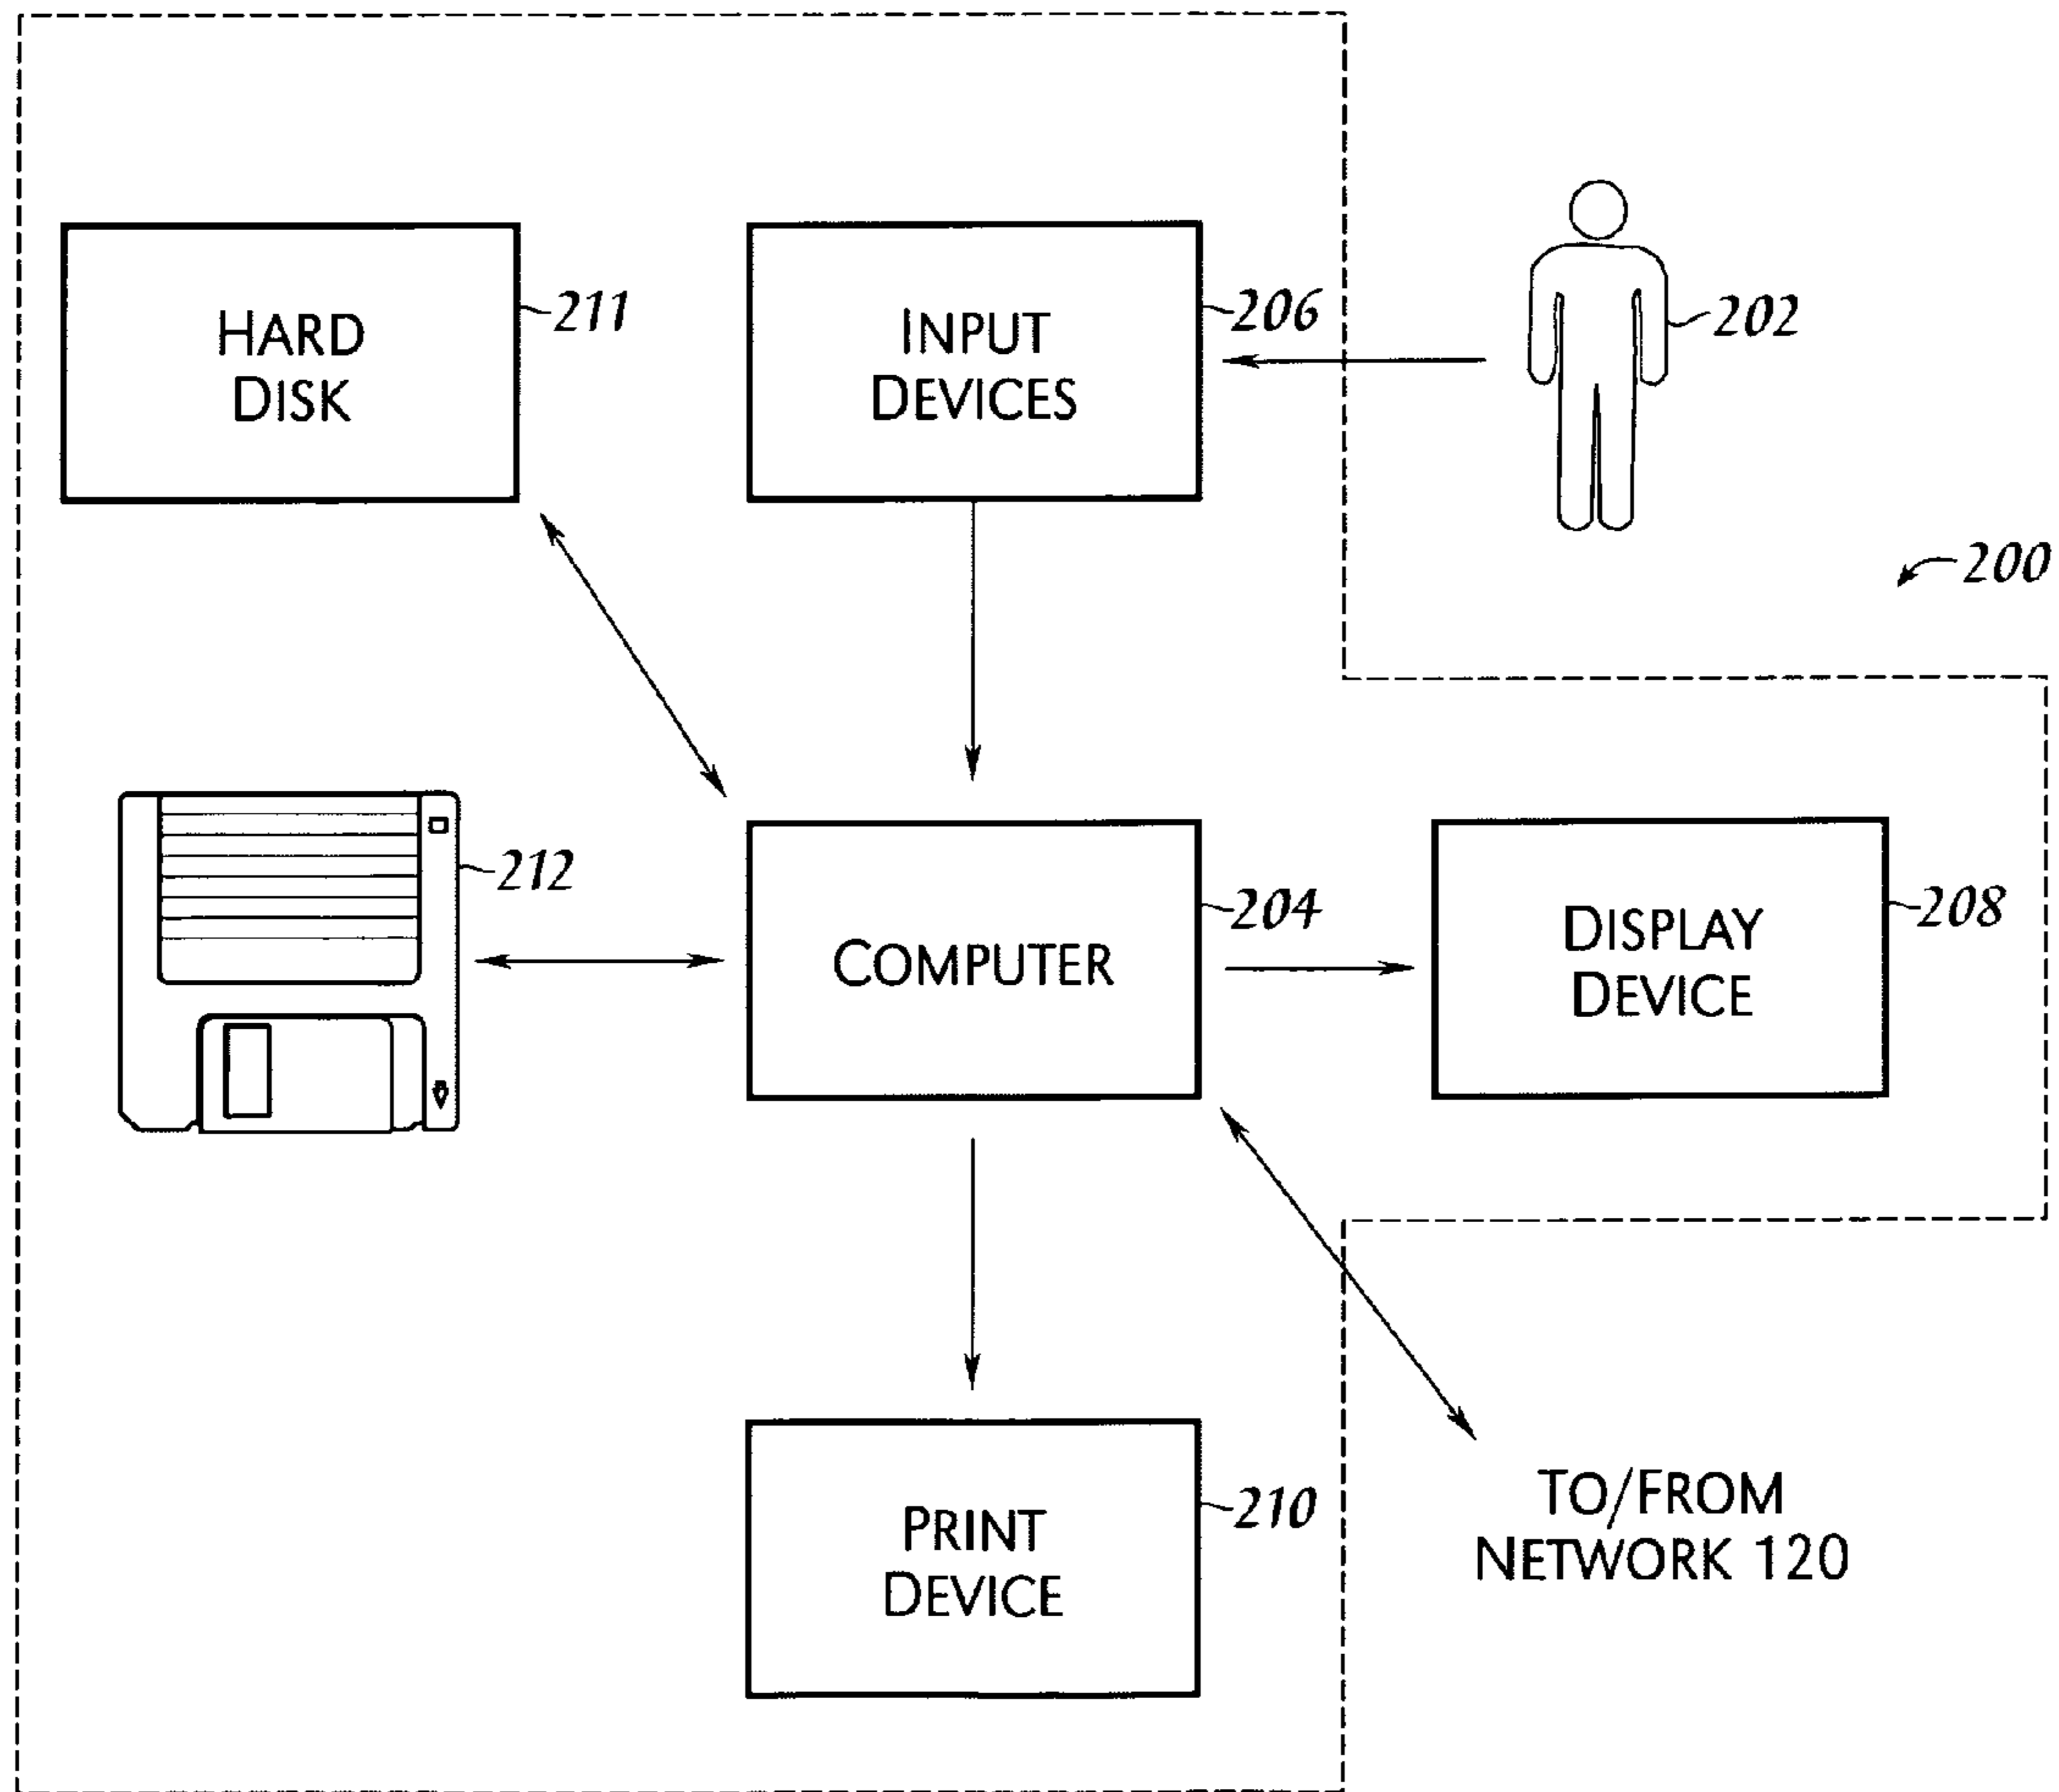 HARD
DISK
211
INPUT
DEVICES
206
202
200
212
COMPUTER
204
DISPLAY
DEVICE
208
PRINT
DEVICE
210
TO/FROM
NETWORK 120